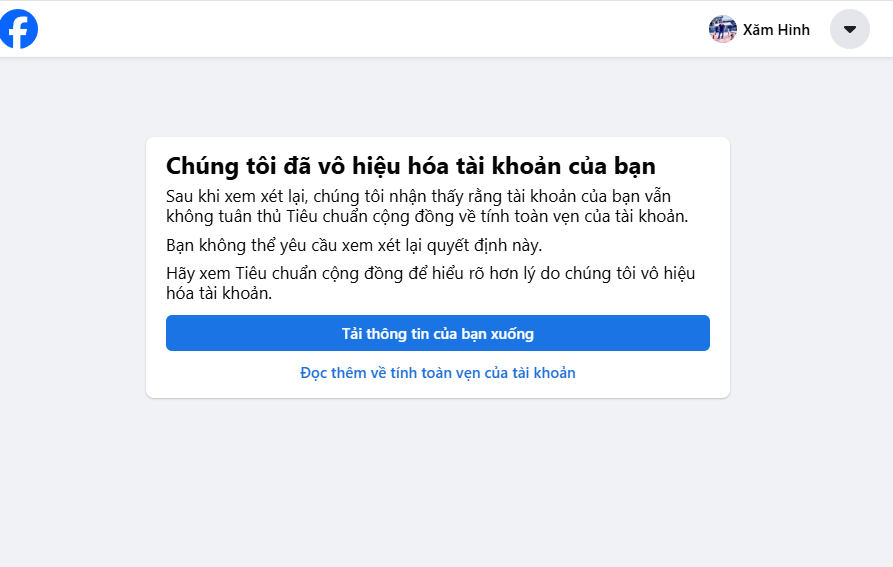 Xăm Hình
Chúng tôi đã vô hiệu hóa tài khoản của bạn
Sau khi xem xét lại, chúng tôi nhận thấy rằng tài khoản của bạn vẫn
không tuân thủ Tiêu chuẩn cộng đồng về tính toàn vẹn của tài khoản.
Bạn không thể yêu cầu xem xét lại quyết định này.
Hãy xem Tiêu chuẩn cộng đồng để hiểu rõ hơn lý do chúng tôi vô hiệu
hóa tài khoản.
Tải thông tin của bạn xuống
Đọc thêm về tính toàn vẹn của tài khoản